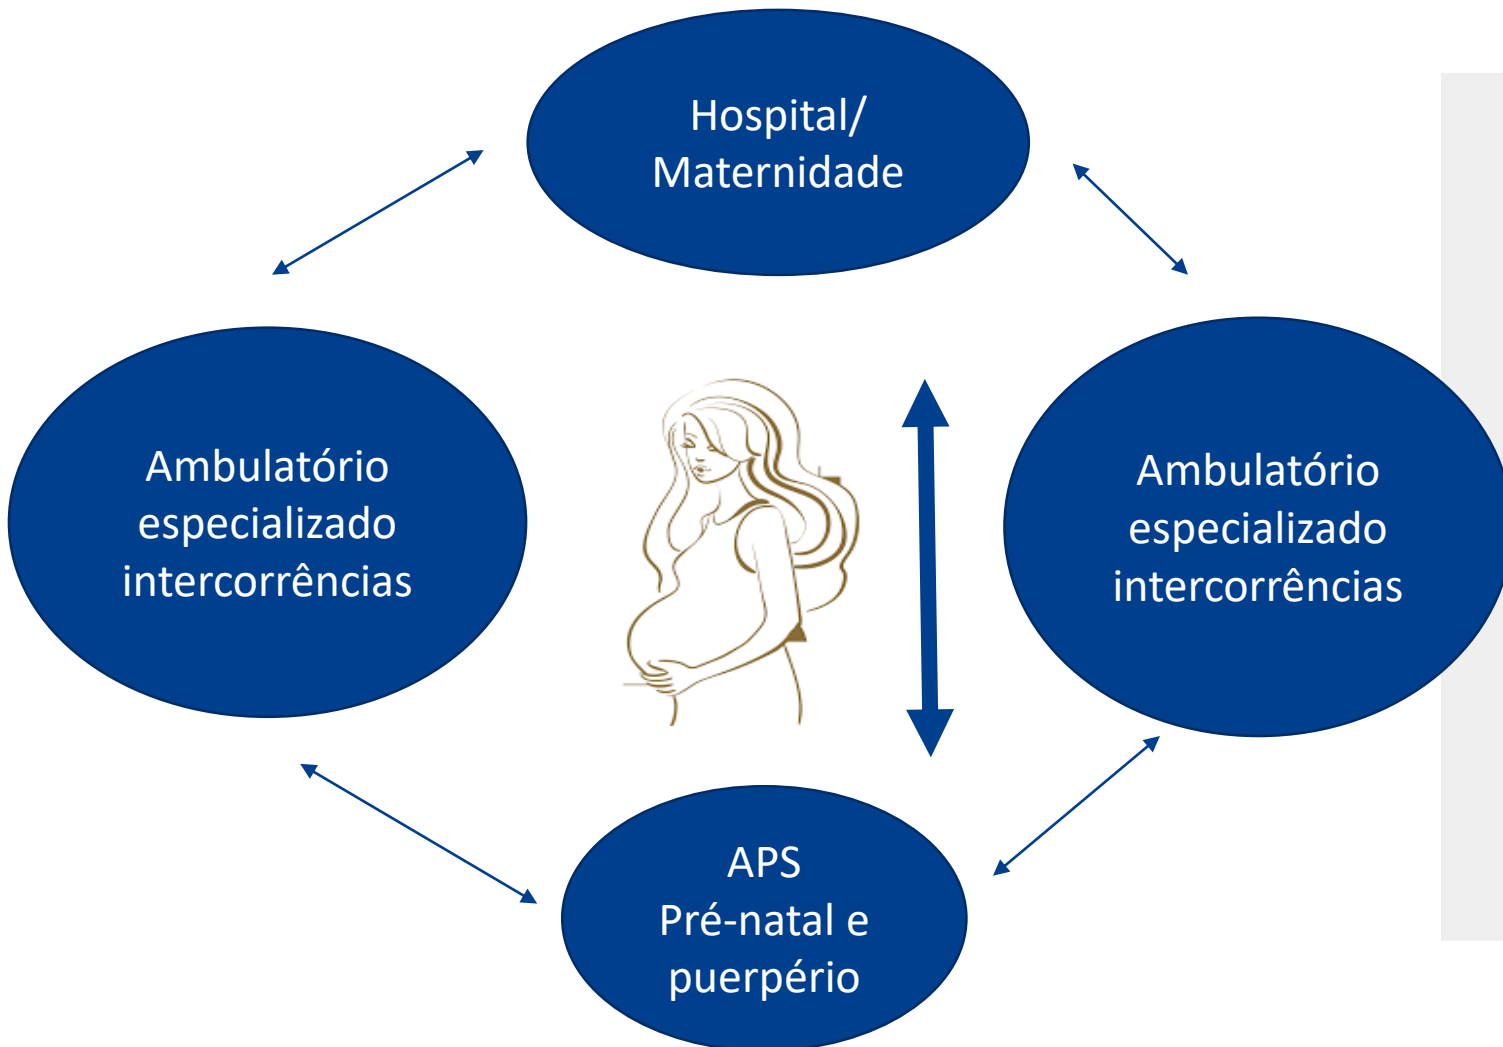 Hospital/
Maternidade
Ambulatório
especializado
intercorrências
Ambulatório
especializado
intercorrências
APS
Pré-natal e
puerpério